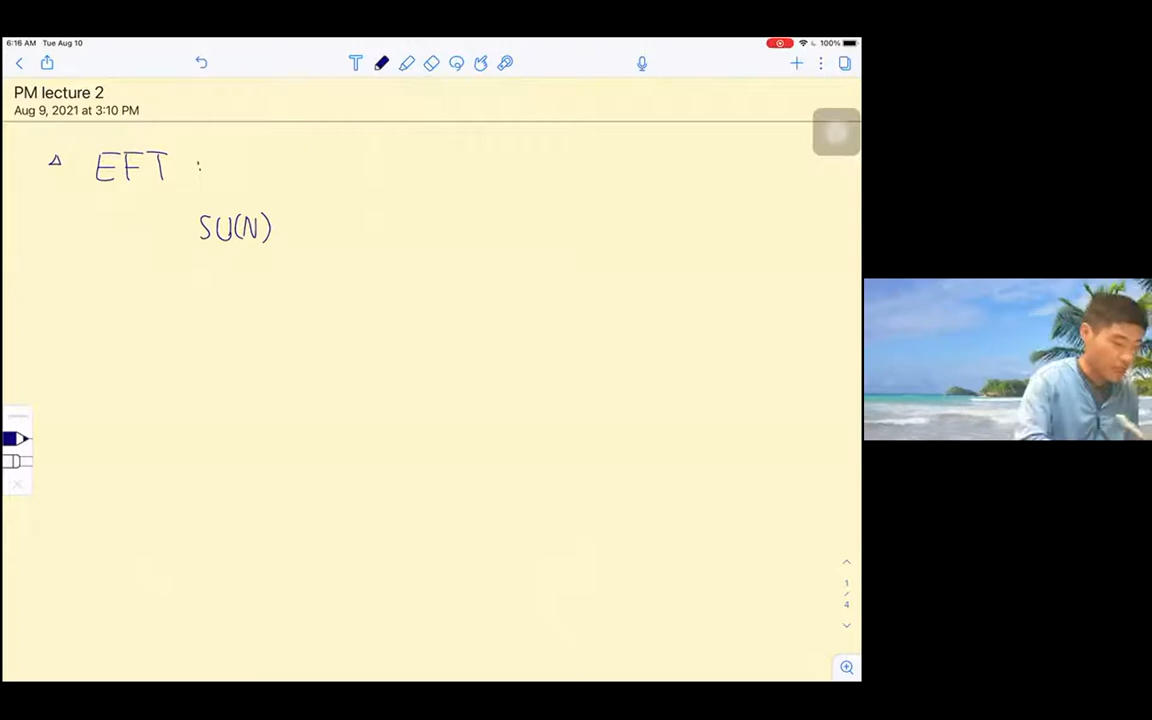 6:16 AM Tue Aug 10
100%
PM lecture 2
Aug 9, 2021 at 3:10 PM
△ EFT :
SU(N)
1
/
4